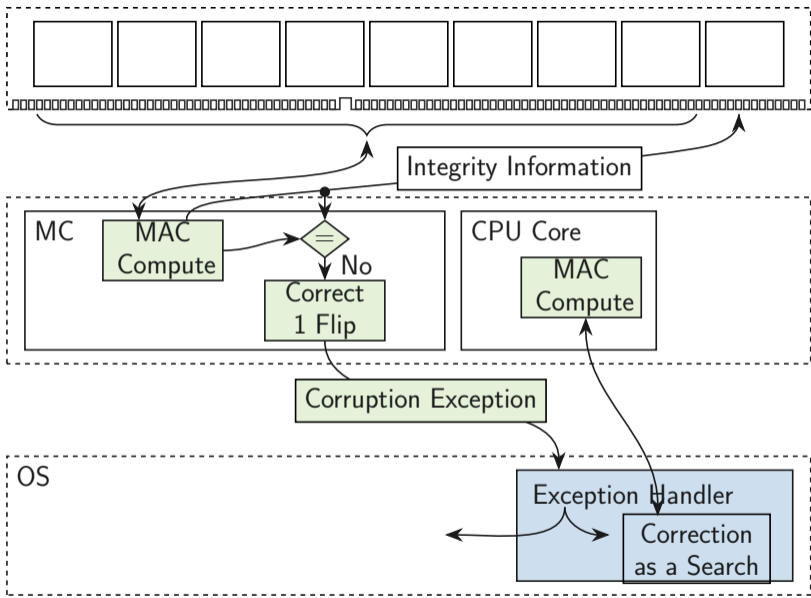 Integrity Information
MC
MAC
Compute
=
No
Correct
1 Flip
CPU Core
MAC
Compute
Corruption Exception
OS
Exception Handler
Correction
as a Search